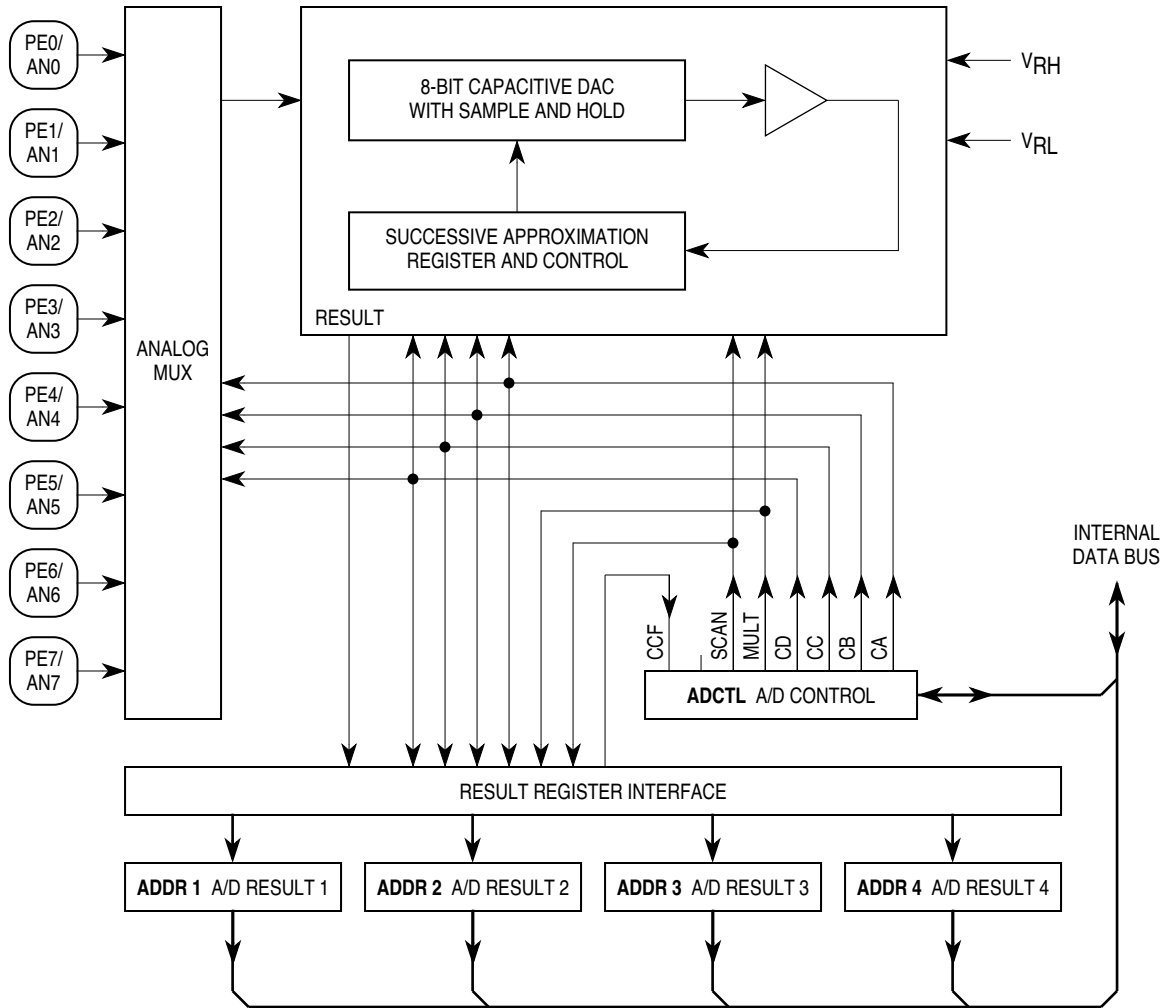 PE0/
AN0
PE1/
AN1
PE2/
AN2
PE3/
AN3
PE4/
AN4
PE5/
AN5
PE6/
AN6
PE7/
AN7
ANALOG
MUX
8-BIT CAPACITIVE DAC
WITH SAMPLE AND HOLD
SUCCESSIVE APPROXIMATION
REGISTER AND CONTROL
RESULT
VRH
VRL
INTERNAL
DATA BUS
CCF
SCAN
MULT
CD
CC
CB
CA
ADCTL A/D CONTROL
RESULT REGISTER INTERFACE
ADDR 1 A/D RESULT 1
ADDR 2 A/D RESULT 2
ADDR 3 A/D RESULT 3
ADDR 4 A/D RESULT 4